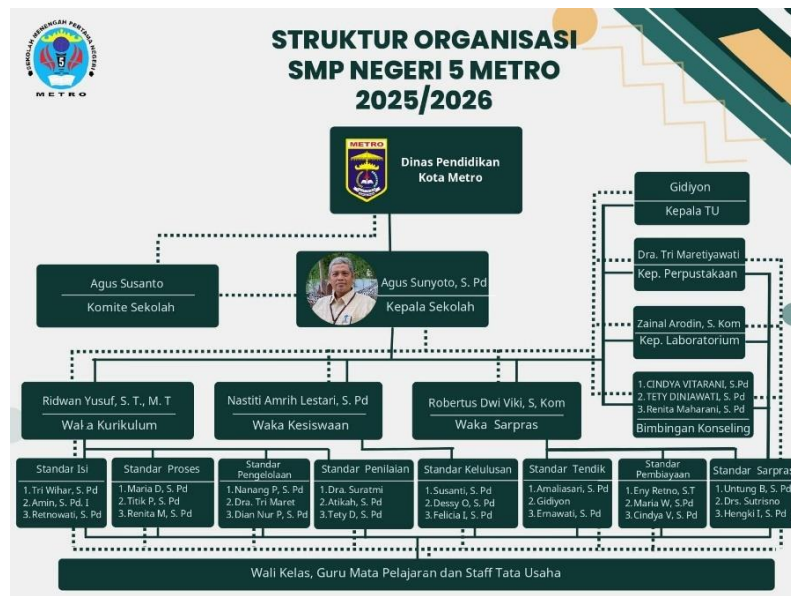 SEKOLAH MENENGAH PERTAMA NEGERI
5
METRO
STRUKTUR ORGANISASI
SMP NEGERI 5 METRO
2025/2026
METRO
Dinas Pendidikan
Kota Metro
Gidiyon
Kepala TU
Dra. Tri Maretiyawati
Kep. Perpustakaan
Agus Susanto
Komite Sekolah
Agus Sunyoto, S. Pd
Kepala Sekolah
Zainal Arodin, S. Kom
Kep. Laboratorium
1.CINDYA VITARANI, S.Pd
2.TETY DINIAWATI, S. Pd
3.Renita Maharani, S. Pd
Bimbingan Konseling
Ridwan Yusuf, S. T., M. T
Waka Kurikulum
Nastiti Amrih Lestari, S. Pd
Waka Kesiswaan
Robertus Dwi Viki, S, Kom
Waka Sarpras
Standar Isi
1.Tri Wihar, S. Pd
2.Amin, S. Pd. I
3.Retnowati, S. Pd
Standar Proses
1.Maria D, S. Pd
2.Titik P, S. Pd
3.Renita M, S. Pd
Standar
Pengelolaan
1.Nanang P, S. Pd
2.Dra. Tri Maret
3.Dian Nur P, S. Pd
Standar Penilaian
1.Dra. Suratmi
2.Atikah, S. Pd
3.Tety D, S. Pd
Standar Kelulusan
1.Susanti, S. Pd
2.Dessy O, S. Pd
3.Felicia I, S. Pd
Standar Tendik
1.Amaliasari, S. Pd
2.Gidiyon
3.Ernawati, S. Pd
Standar
Pembiayaan
1.Eny Retno, S.T
2.Maria W, S.Pd
3.Cindya V, S. Pd
Standar Sarpras
1.Untung B, S. Pd
2.Drs. Sutrisno
3.Hengki I, S. Pd
Wali Kelas, Guru Mata Pelajaran dan Staff Tata Usaha